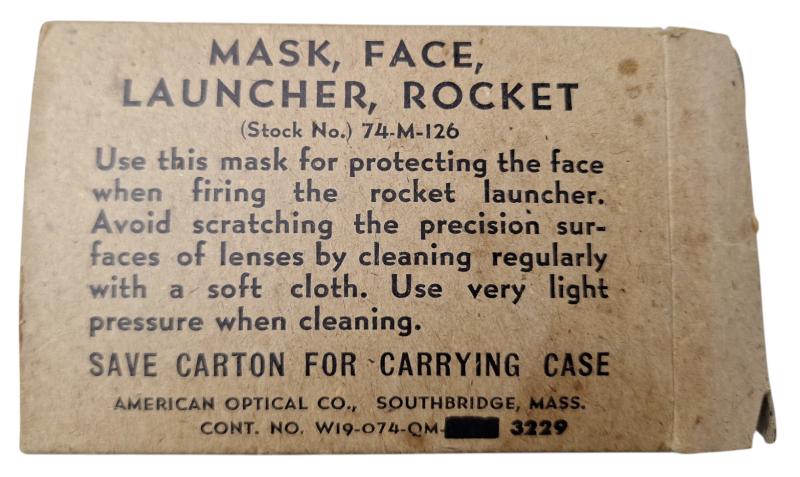 MASK, FACE,
LAUNCHER, ROCKET
(Stock No.) 74-M-126
Use this mask for protecting the face
when firing the rocket launcher.
Avoid scratching the precision sur-
faces of lenses by cleaning regularly
with a soft cloth. Use very light
pressure when cleaning.
SAVE CARTON FOR CARRYING CASE
AMERICAN OPTICAL CO., SOUTHBRIDGE, MASS.
CONT. NO. W19-074-QM- 3229